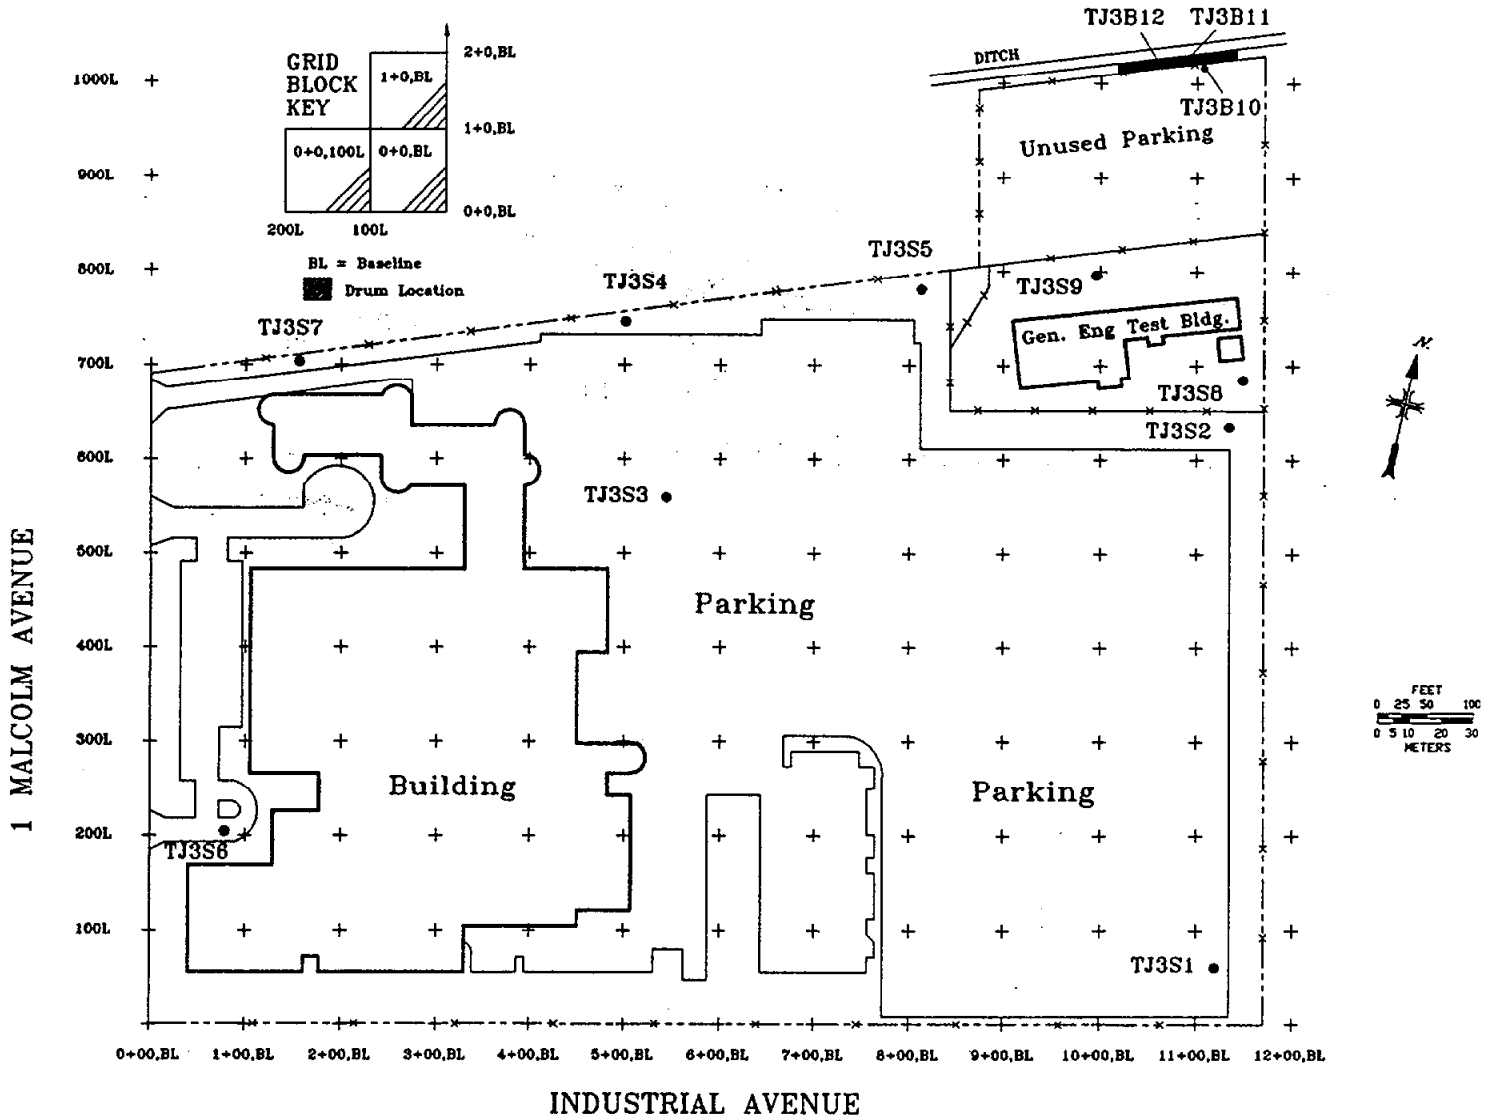 TJ3B12 TJ3B11
DITCH
TJ3B10
Unused Parking
GRID
BLOCK
KEY
2+0,BL
1+0,BL
1+0,BL
0+0,100L 0+0,BL
0+0,BL
200L 100L
BL = Baseline
Drum Location
1000L
900L
800L
700L
600L
500L
400L
300L
200L
100L
TJ3S5
TJ3S4
TJ3S9
TJ3S7
Gen. Eng Test Bldg.
TJ3S8
TJ3S2
TJ3S3
N.
Parking
1 MALCOLM AVENUE
FEET
0 25 50 100
0 5 10 20 30
METERS
Building
Parking
TJ3S6
TJ3S1
0+00,BL 1+00,BL 2+00,BL 3+00,BL 4+00,BL 5+00,BL 6+00,BL 7+00,BL 8+00,BL 9+00,BL 10+00,BL 11+00,BL 12+00,BL
INDUSTRIAL AVENUE